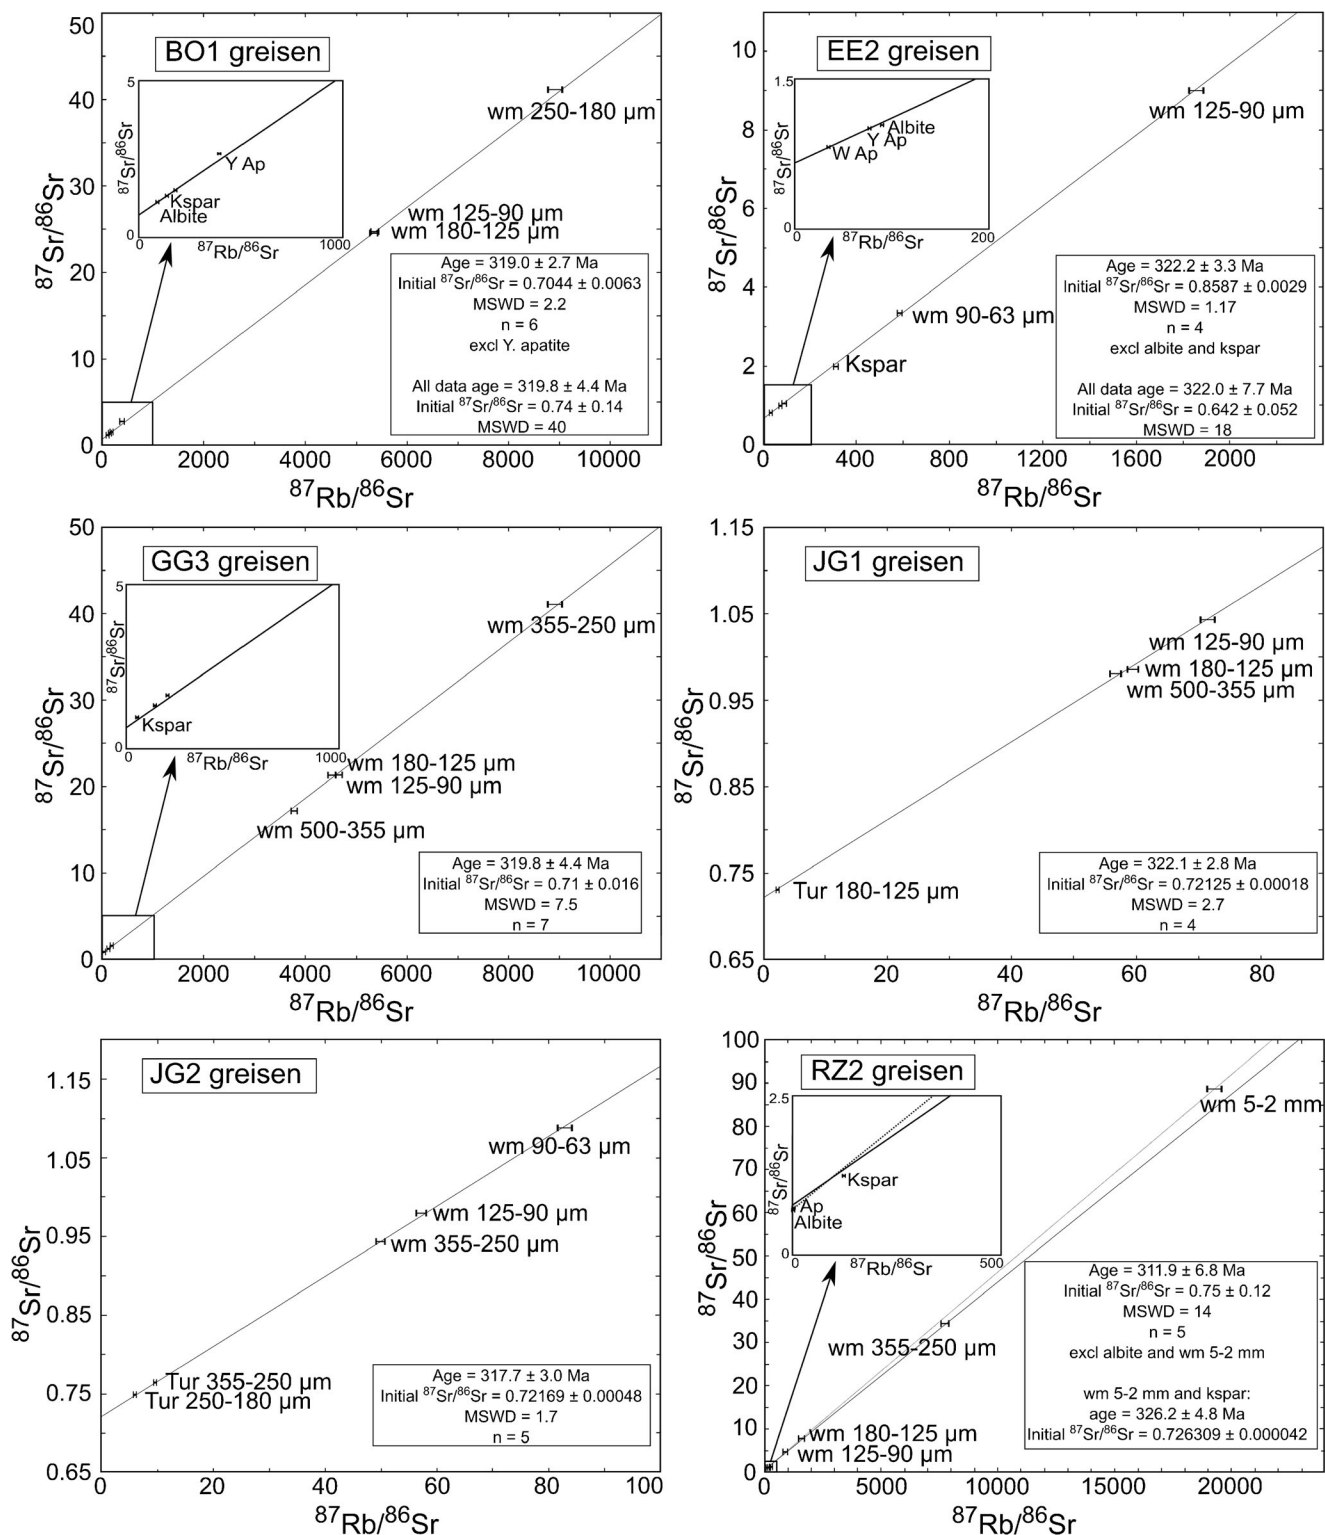 BO1 greisen
50
40
30
20
10
0
⁸⁷Sr/⁸⁶Sr
5
0
⁸⁷Sr/⁸⁶Sr
Y Ap
Kspar
Albite
0 1000
⁸⁷Rb/⁸⁶Sr
wm 250-180 µm
wm 125-90 µm
wm 180-125 µm
Age = 319.0 ± 2.7 Ma
Initial ⁸⁷Sr/⁸⁶Sr = 0.7044 ± 0.0063
MSWD = 2.2
n = 6
excl Y. apatite
All data age = 319.8 ± 4.4 Ma
Initial ⁸⁷Sr/⁸⁶Sr = 0.74 ± 0.14
MSWD = 40
0 2000 4000 6000 8000 10000
⁸⁷Rb/⁸⁶Sr
EE2 greisen
10
8
6
4
2
0
⁸⁷Sr/⁸⁶Sr
1.5
0
⁸⁷Sr/⁸⁶Sr
Albite
Y Ap
W Ap
0 200
⁸⁷Rb/⁸⁶Sr
wm 125-90 µm
wm 90-63 µm
Kspar
Age = 322.2 ± 3.3 Ma
Initial ⁸⁷Sr/⁸⁶Sr = 0.8587 ± 0.0029
MSWD = 1.17
n = 4
excl albite and kspar
All data age = 322.0 ± 7.7 Ma
Initial ⁸⁷Sr/⁸⁶Sr = 0.642 ± 0.052
MSWD = 18
0 400 800 1200 1600 2000
⁸⁷Rb/⁸⁶Sr
GG3 greisen
50
40
30
20
10
0
⁸⁷Sr/⁸⁶Sr
5
0
⁸⁷Sr/⁸⁶Sr
Kspar
0 1000
⁸⁷Rb/⁸⁶Sr
wm 355-250 µm
wm 180-125 µm
wm 125-90 µm
wm 500-355 µm
Age = 319.8 ± 4.4 Ma
Initial ⁸⁷Sr/⁸⁶Sr = 0.71 ± 0.016
MSWD = 7.5
n = 7
0 2000 4000 6000 8000 10000
⁸⁷Rb/⁸⁶Sr
JG1 greisen
1.15
1.05
0.95
0.85
0.75
0.65
⁸⁷Sr/⁸⁶Sr
wm 125-90 µm
wm 180-125 µm
wm 500-355 µm
Tur 180-125 µm
Age = 322.1 ± 2.8 Ma
Initial ⁸⁷Sr/⁸⁶Sr = 0.72125 ± 0.00018
MSWD = 2.7
n = 4
0 20 40 60 80
⁸⁷Rb/⁸⁶Sr
JG2 greisen
1.15
1.05
0.95
0.85
0.75
0.65
⁸⁷Sr/⁸⁶Sr
wm 90-63 µm
wm 125-90 µm
wm 355-250 µm
Tur 355-250 µm
Tur 250-180 µm
Age = 317.7 ± 3.0 Ma
Initial ⁸⁷Sr/⁸⁶Sr = 0.72169 ± 0.00048
MSWD = 1.7
n = 5
0 20 40 60 80 100
⁸⁷Rb/⁸⁶Sr
RZ2 greisen
100
90
80
70
60
50
40
30
20
10
0
⁸⁷Sr/⁸⁶Sr
2.5
0
⁸⁷Sr/⁸⁶Sr
Kspar
Ap
Albite
0 500
⁸⁷Rb/⁸⁶Sr
wm 5-2 mm
wm 355-250 µm
wm 180-125 µm
wm 125-90 µm
Age = 311.9 ± 6.8 Ma
Initial ⁸⁷Sr/⁸⁶Sr = 0.75 ± 0.12
MSWD = 14
n = 5
excl albite and wm 5-2 mm
wm 5-2 mm and kspar:
age = 326.2 ± 4.8 Ma
Initial ⁸⁷Sr/⁸⁶Sr = 0.726309 ± 0.000042
0 5000 10000 15000 20000
⁸⁷Rb/⁸⁶Sr